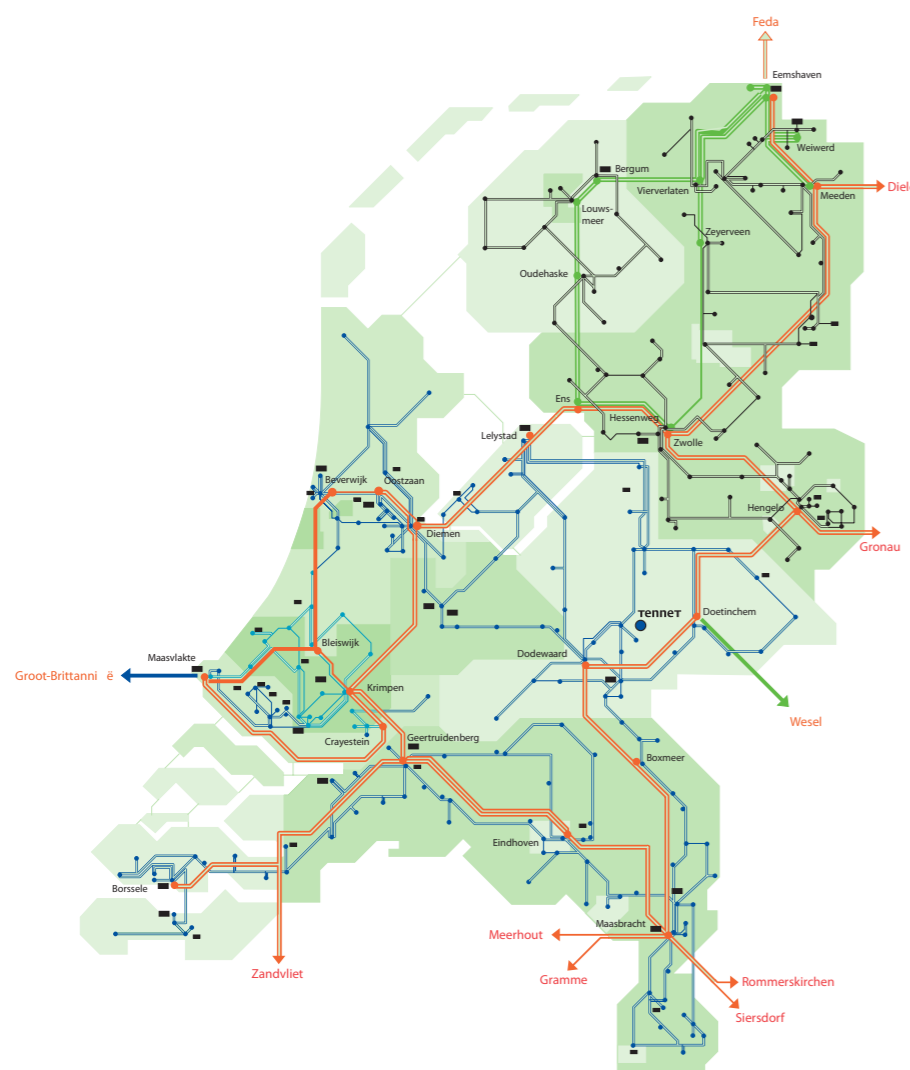 Feda
Eemshaven
Weiwerd
Bergum
Vierverlaten
Meeden
Diel
Louws-
meer
Zeyerveen
Oudehaske
Ens
Hessenweg
Lelystad
Zwolle
Beverwijk
Oostzaan
Hengelo
Diemen
Gronau
TenneT
Doetinchem
Bleiswijk
Maasvlakte
Dodewaard
Groot-Brittanni ë
Krimpen
Wesel
Crayestein
Geertruidenberg
Boxmeer
Eindhoven
Borssele
Maasbracht
Meerhout
Zandvliet
Gramme
Rommerskirchen
Siersdorf